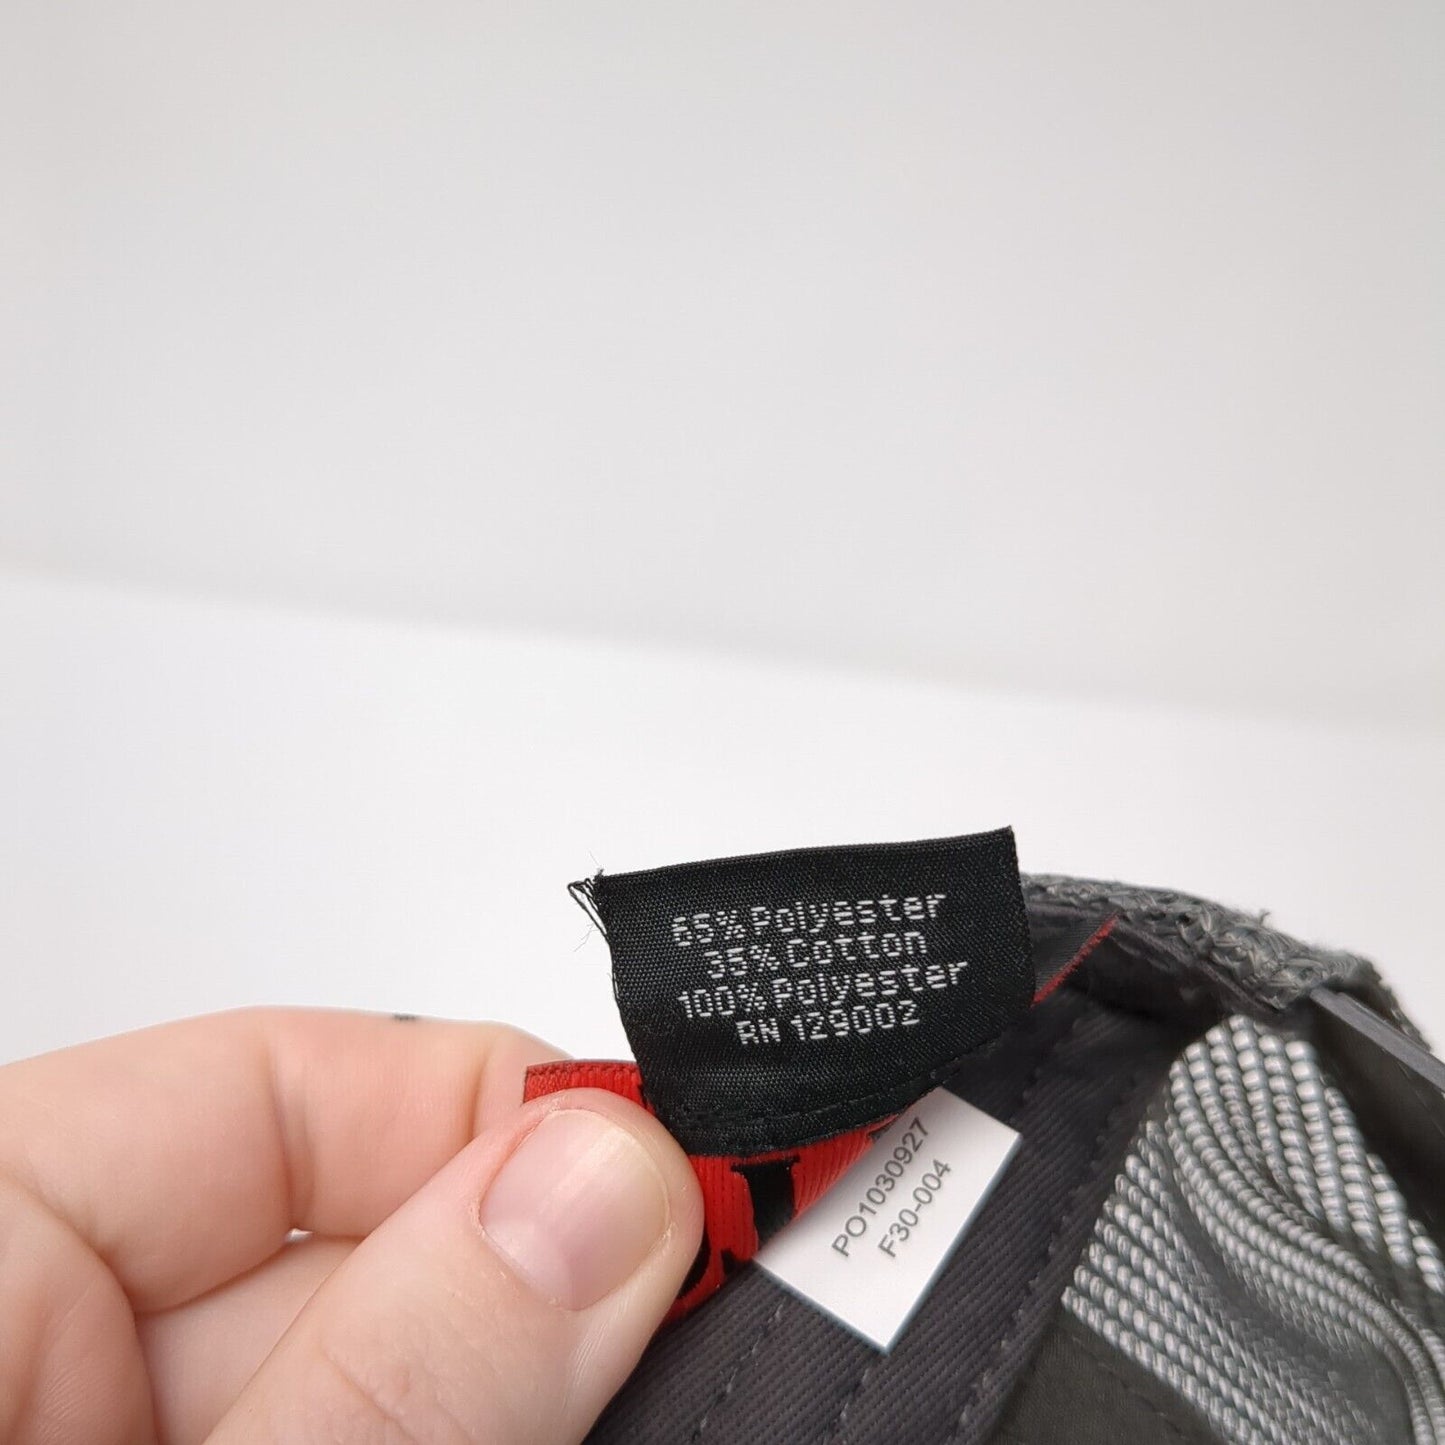 65% Polyester
35% Cotton
100% Polyester
RN 129002
PO1030927
F30-004